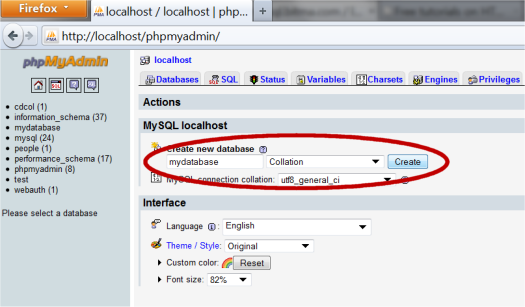 Firefox
localhost / localhost | php...
+
http://localhost/phpmyadmin/
phpMyAdmin
SQL
cdcol (1)
information_schema (37)
mydatabase
mysql (24)
people (1)
performance_schema (17)
phpmyadmin (8)
test
webauth (1)
Please select a database
localhost
Databases SQL Status Variables Charsets Engines Privileges
Actions
MySQL localhost
Create new database
mydatabase Collation Create
MySQL connection collation: utf8_general_ci
Interface
Language : English
Theme / Style: Original
Custom color: Reset
Font size: 82%